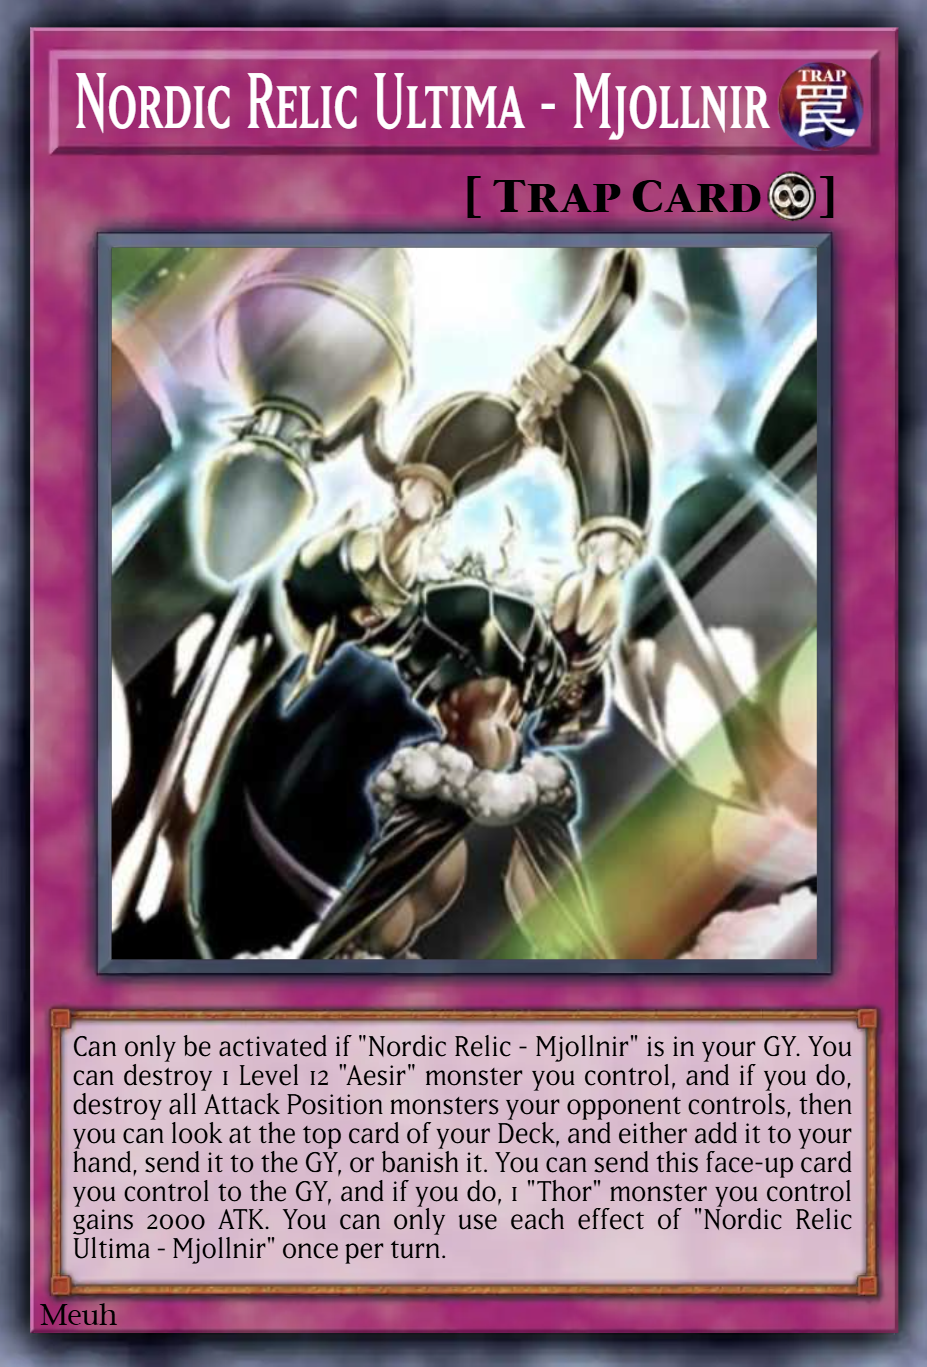 Nordic Relic Ultima - Mjollnir
TRAP
罠
[ Trap Card ]
Can only be activated if "Nordic Relic - Mjollnir" is in your GY. You
can destroy 1 Level 12 "Aesir" monster you control, and if you do,
destroy all Attack Position monsters your opponent controls, then
you can look at the top card of your Deck, and either add it to your
hand, send it to the GY, or banish it. You can send this face-up card
you control to the GY, and if you do, 1 "Thor" monster you control
gains 2000 ATK. You can only use each effect of "Nordic Relic
Ultima - Mjollnir" once per turn.
Meuh